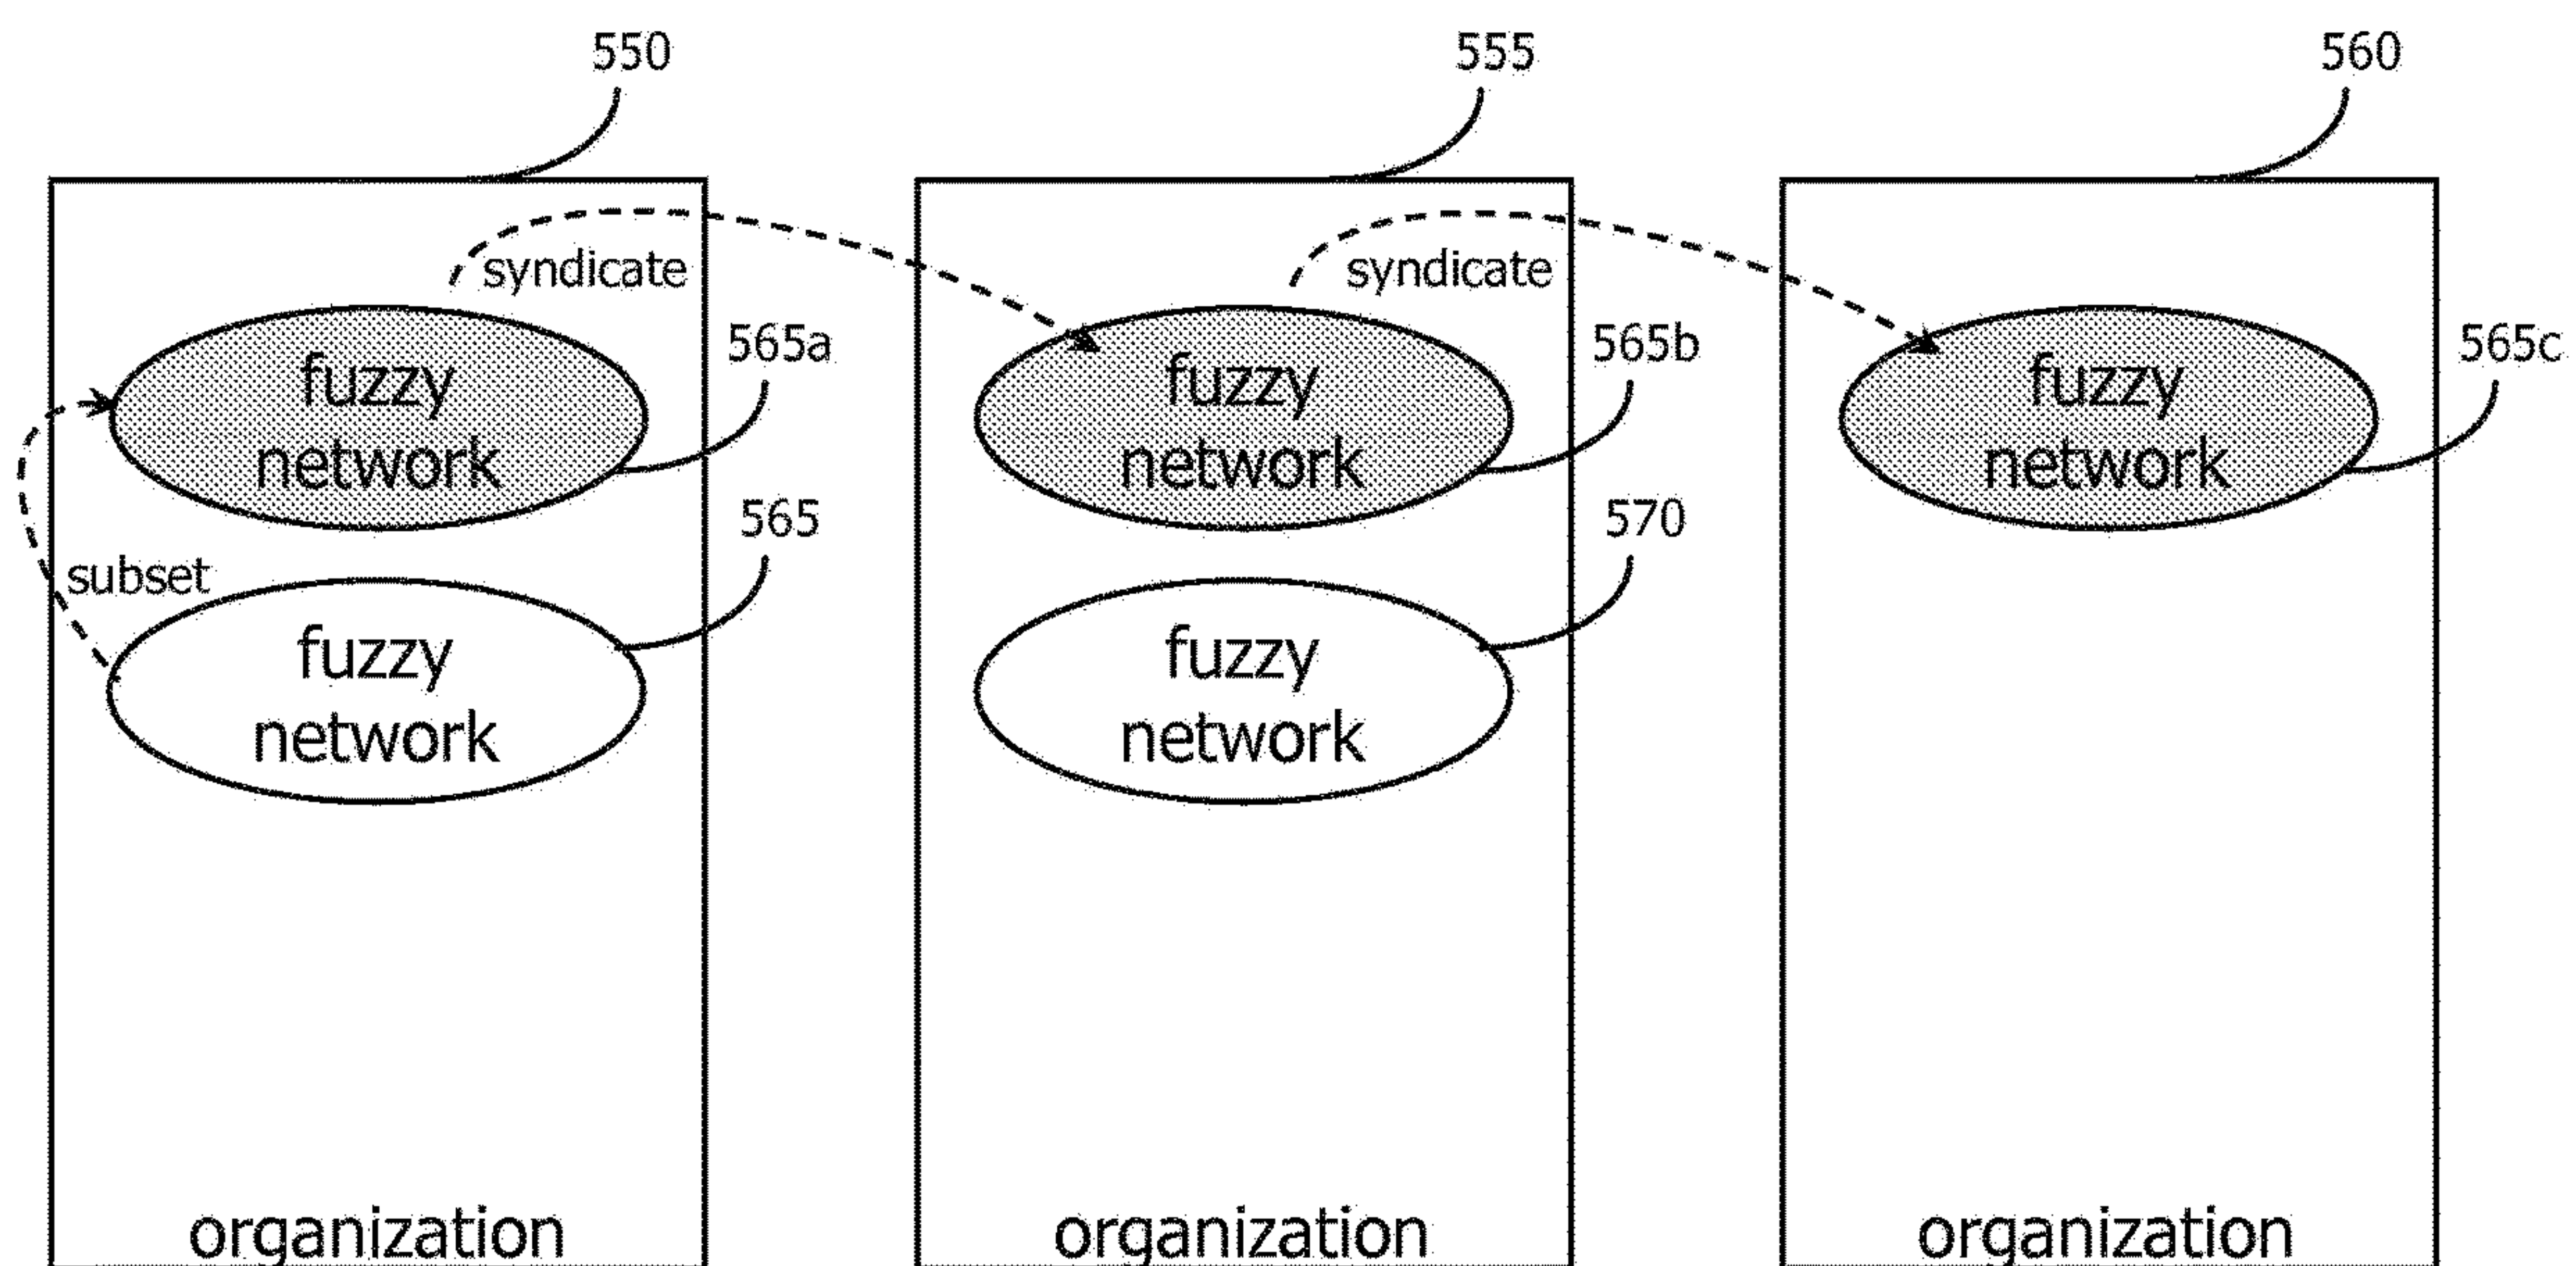 550
555
560
syndicate
syndicate
565a
565b
565c
fuzzy
network
fuzzy
network
fuzzy
network
565
570
subset
fuzzy
network
fuzzy
network
organization
organization
organization